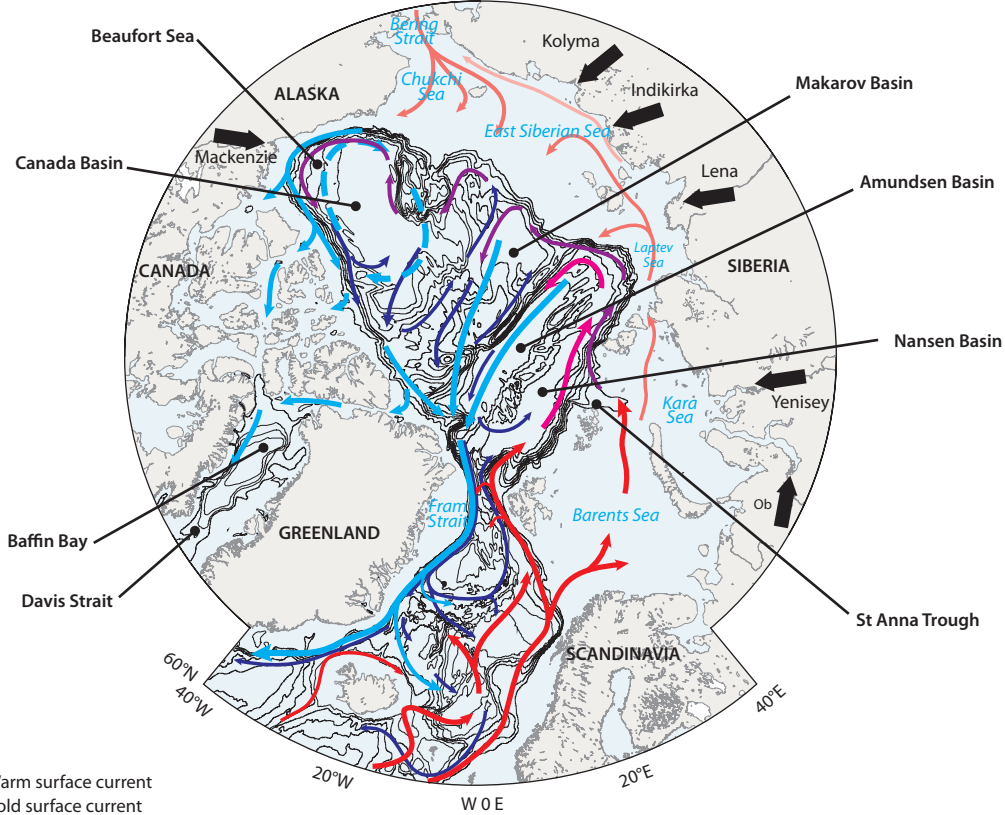 Bering
Strait
Kolyma
Beaufort Sea
Chukchi
Sea
Makarov Basin
ALASKA
Indikirka
East Siberian Sea
Mackenzie
Canada Basin
Lena
Amundsen Basin
Laptev
Sea
CANADA
SIBERIA
Nansen Basin
Kara
Sea
Yenisey
Ob
Fram
Strait
Barents Sea
GREENLAND
Baffin Bay
Davis Strait
St Anna Trough
SCANDINAVIA
60°N
40°W
40°E
20°W
20°E
W 0 E
arm surface current
old surface current